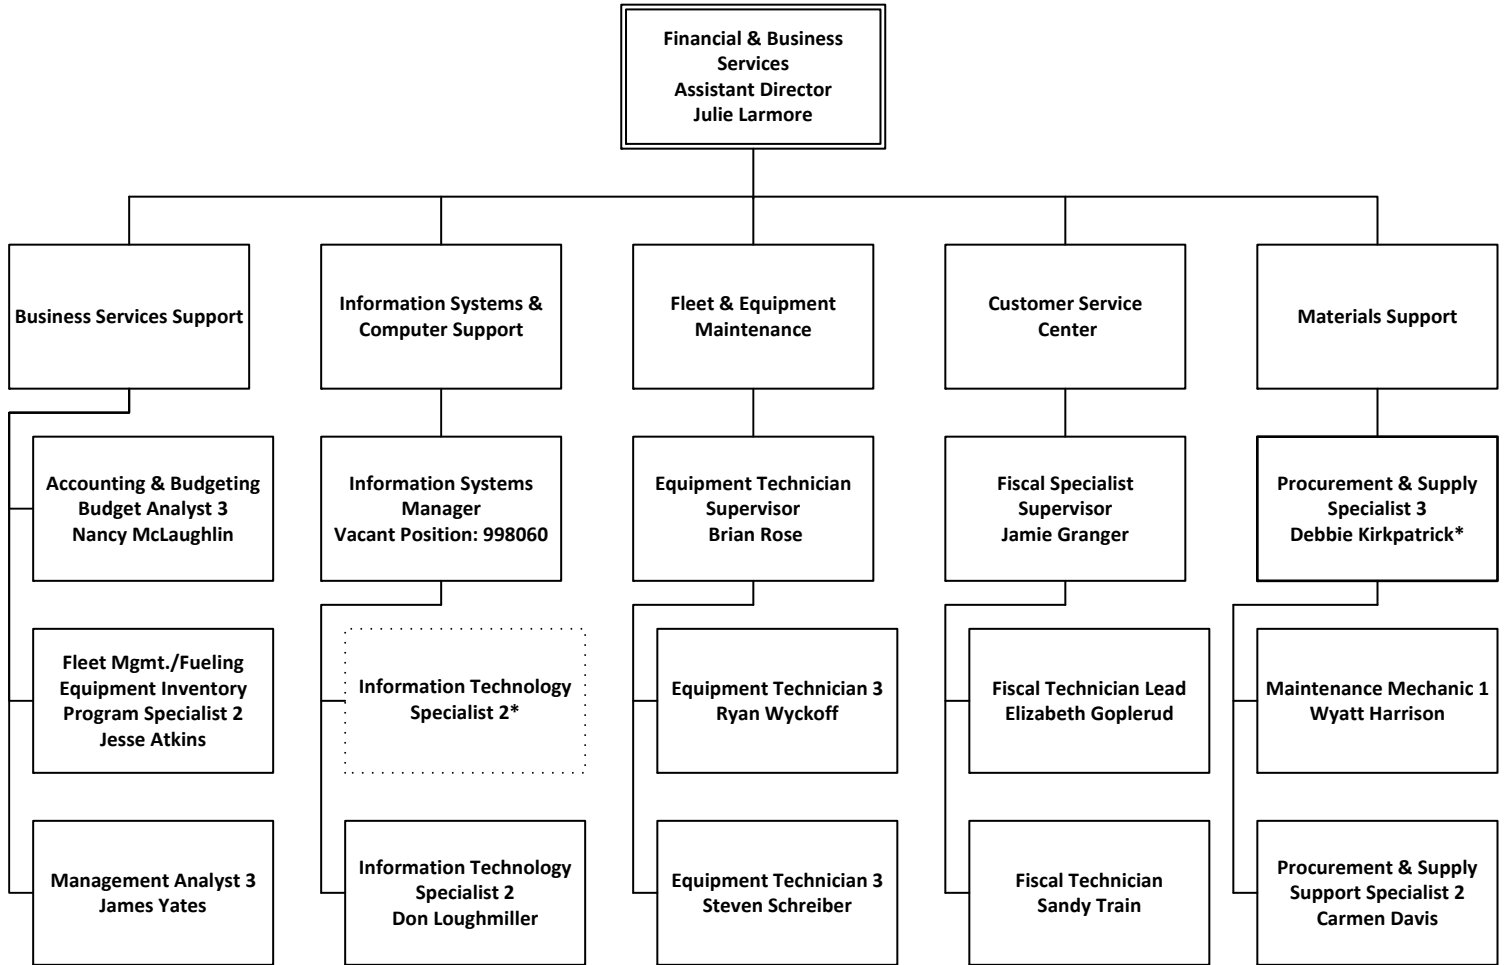 Financial & Business
Services
Assistant Director
Julie Larmore
Business Services Support
Information Systems &
Computer Support
Fleet & Equipment
Maintenance
Customer Service
Center
Materials Support
Accounting & Budgeting
Budget Analyst 3
Nancy McLaughlin
Information Systems
Manager
Vacant Position: 998060
Equipment Technician
Supervisor
Brian Rose
Fiscal Specialist
Supervisor
Jamie Granger
Procurement & Supply
Specialist 3
Debbie Kirkpatrick*
Fleet Mgmt./Fueling
Equipment Inventory
Program Specialist 2
Jesse Atkins
Information Technology
Specialist 2*
Equipment Technician 3
Ryan Wyckoff
Fiscal Technician Lead
Elizabeth Goplerud
Maintenance Mechanic 1
Wyatt Harrison
Management Analyst 3
James Yates
Information Technology
Specialist 2
Don Loughmiller
Equipment Technician 3
Steven Schreiber
Fiscal Technician
Sandy Train
Procurement & Supply
Support Specialist 2
Carmen Davis